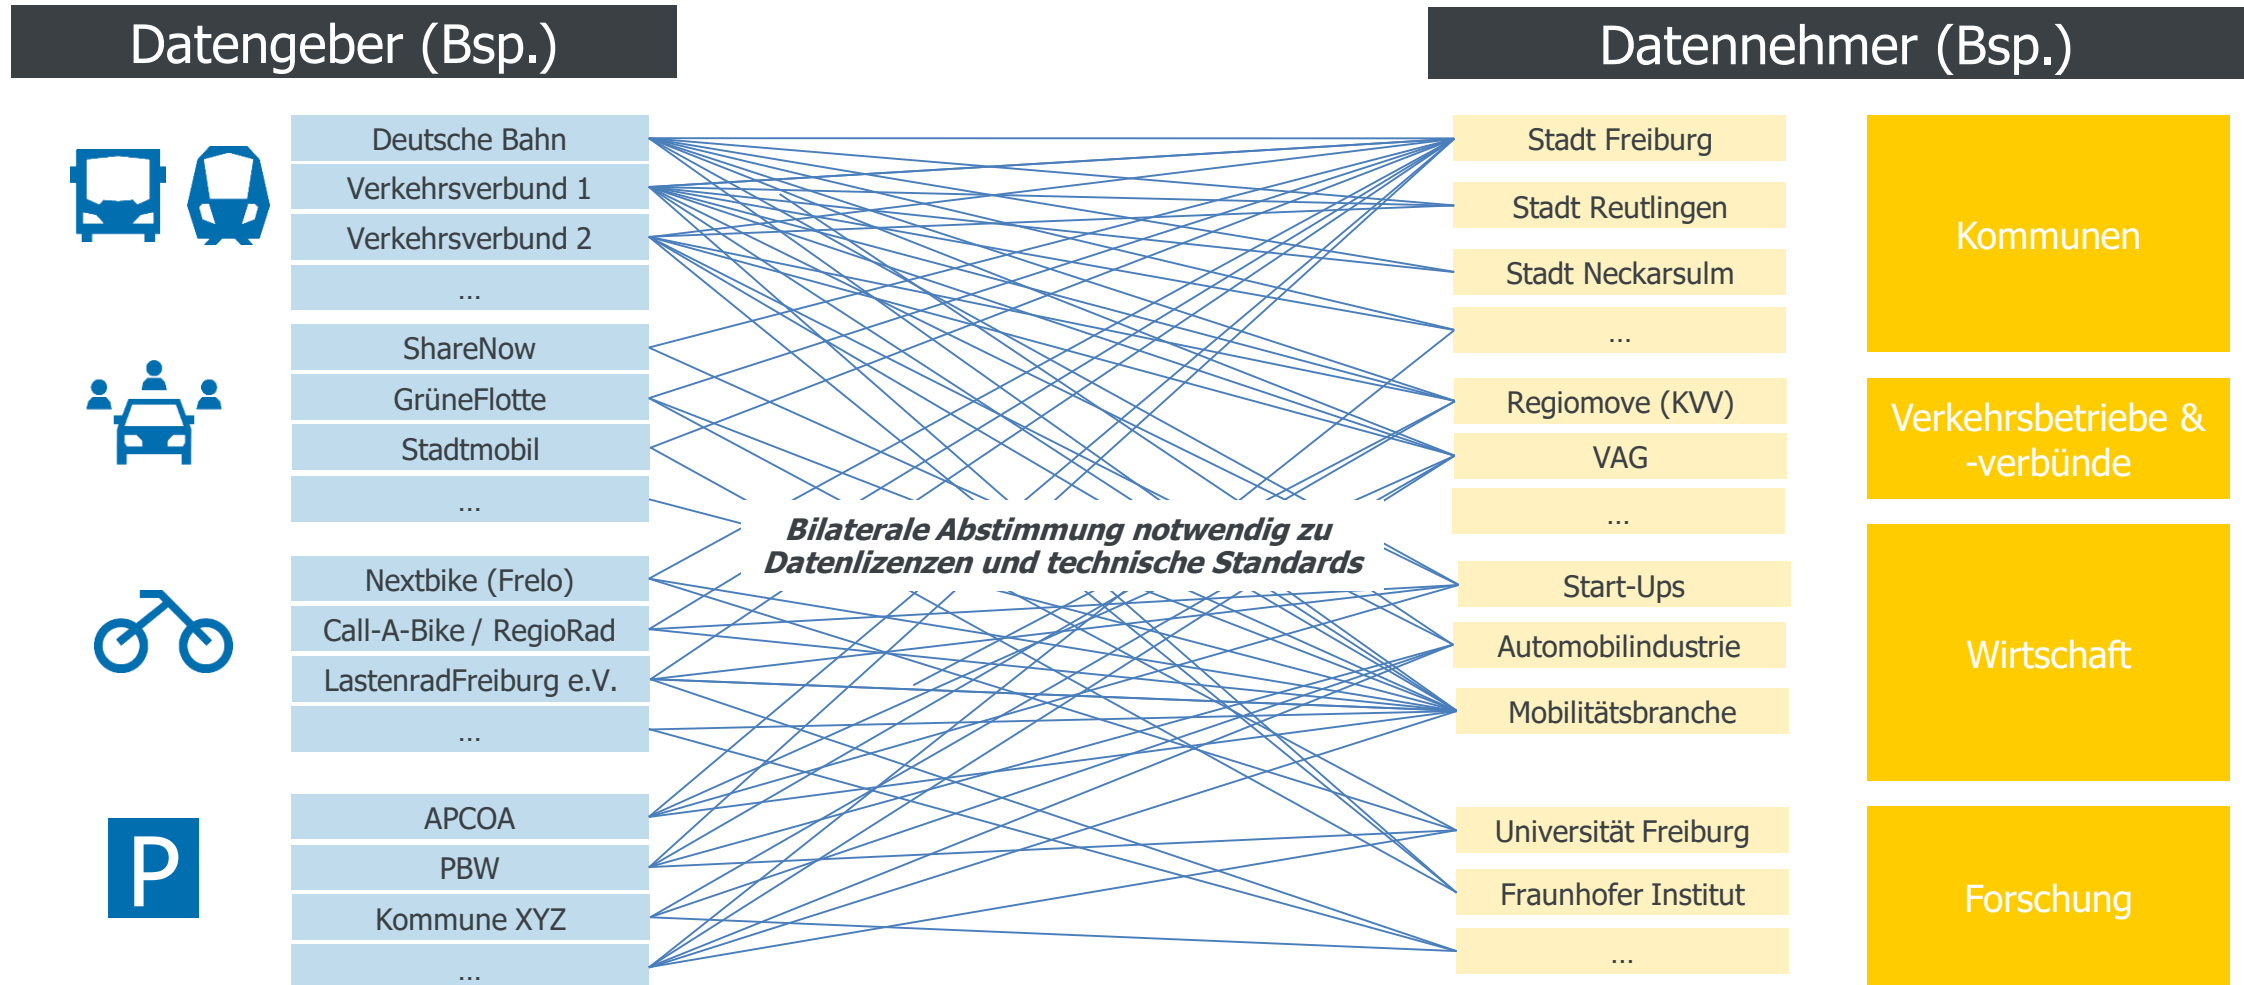 Datengeber (Bsp.)
Deutsche Bahn
Verkehrsverbund 1
Verkehrsverbund 2
...
ShareNow
GrüneFlotte
Stadtmobil
...
Nextbike (Frelo)
Call-A-Bike / RegioRad
LastenradFreiburg e.V.
...
P
APCOA
PBW
Kommune XYZ
...
Bilaterale Abstimmung notwendig zu
Datenlizenzen und technische Standards
Datennehmer (Bsp.)
Stadt Freiburg
Stadt Reutlingen
Stadt Neckarsulm
...
Kommunen
Regiomove (KVV)
VAG
...
Verkehrsbetriebe &
-verbünde
Start-Ups
Automobilindustrie
Mobilitätsbranche
Wirtschaft
Universität Freiburg
Fraunhofer Institut
...
Forschung